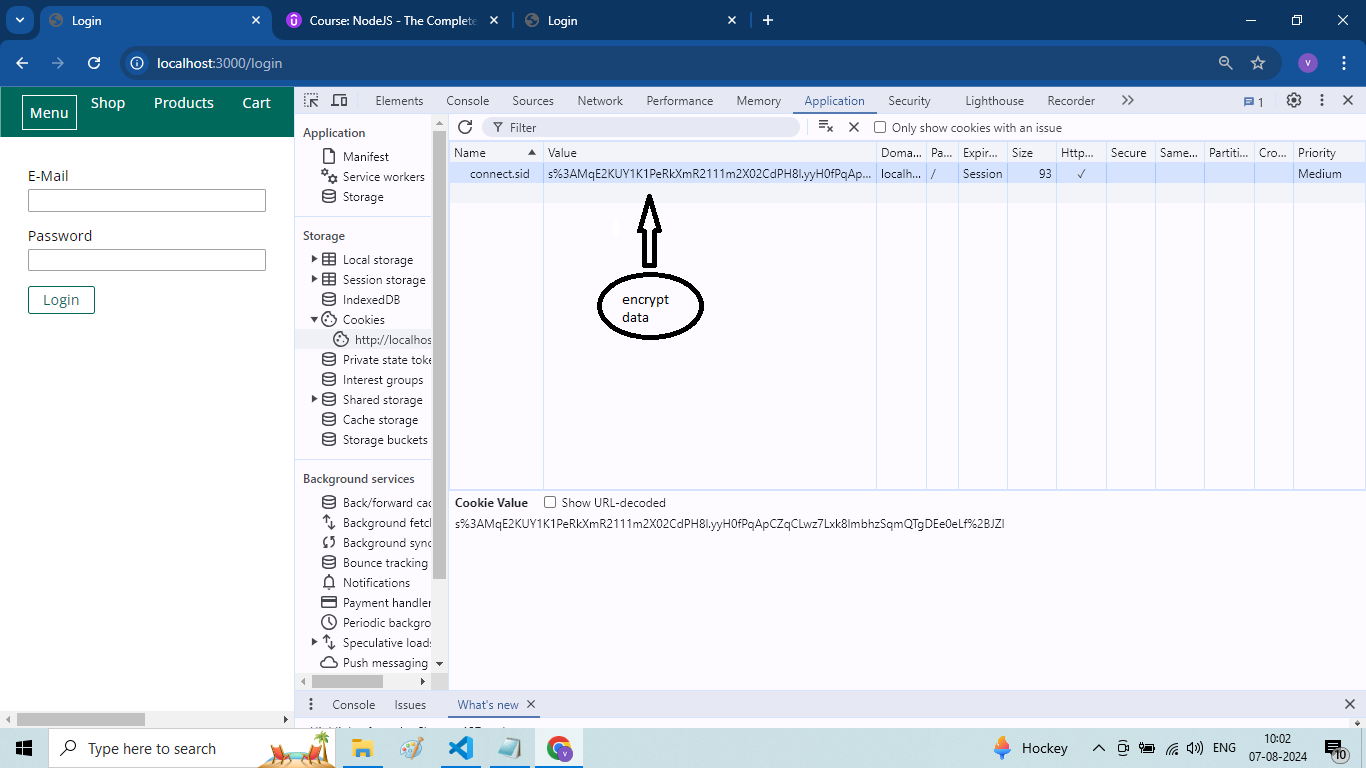 Login
Course: NodeJS - The Complete
Login
localhost:3000/login
V
Menu
Shop
Products
Cart
E-Mail
Password
Login
Elements
Console
Sources
Network
Performance
Memory
Application
Security
Lighthouse
Recorder
1
Application
Manifest
Service workers
Storage
Storage
Local storage
Session storage
IndexedDB
Cookies
http://localhos
Private state toke
Interest groups
Shared storage
Cache storage
Storage buckets
Background services
Back/forward cac
Background fetc
Background sync
Bounce tracking
Notifications
Payment handler
Periodic backgro
Speculative loads
Push messaging
Filter
Only show cookies with an issue
Name Value Doma... Pa... Expir... Size Http... Secure Same... Partiti... Cro... Priority
connect.sid s%3AMqE2KUY1K1PeRkXmR2111m2X02CdPH8l.yyH0fPqAp... localh... / Session 93 ✓ Medium
encrypt
data
Cookie Value Show URL-decoded
s%3AMqE2KUY1K1PeRkXmR2111m2X02CdPH8l.yyH0fPqApCZqCLwz7Lxk8lmbhzSqmQTgDEe0eLf%2BJZI
Console
Issues
What's new
Type here to search
V
Hockey
ENG
10:02
07-08-2024
10